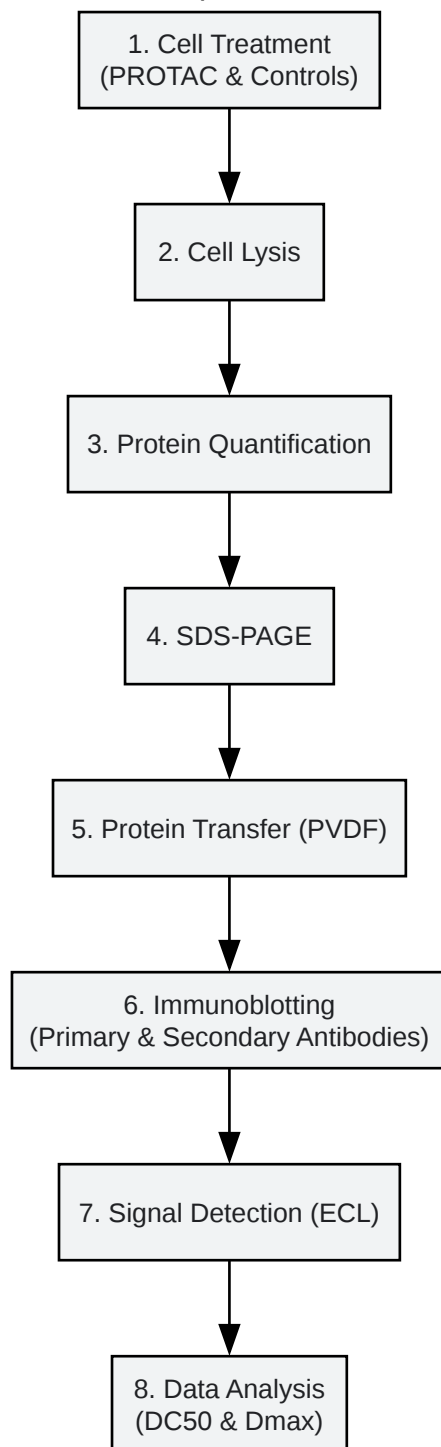 1. Cell Treatment
(PROTAC & Controls)
2. Cell Lysis
3. Protein Quantification
4. SDS-PAGE
5. Protein Transfer (PVDF)
6. Immunoblotting
(Primary & Secondary Antibodies)
7. Signal Detection (ECL)
8. Data Analysis
(DC50 & Dmax)